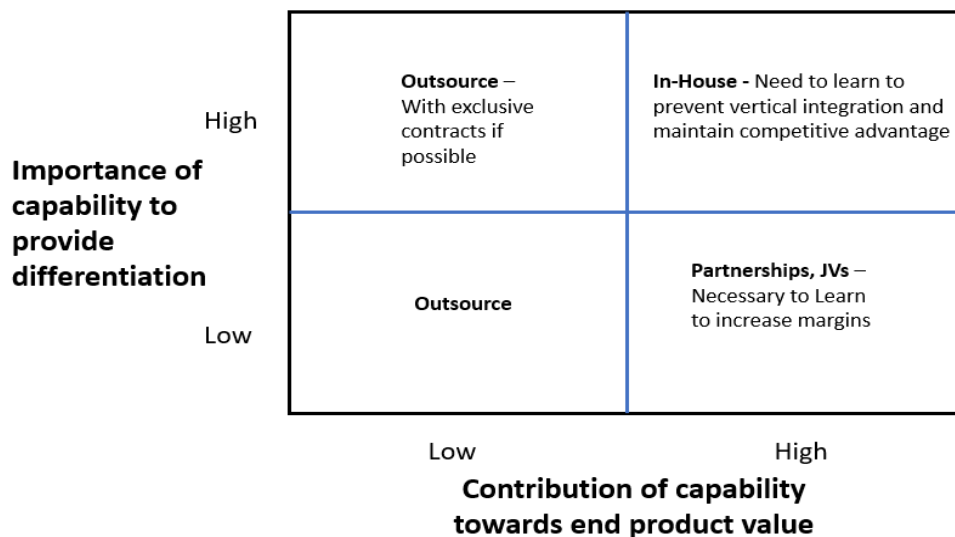 Outsource –
With exclusive
contracts if
possible
In-House - Need to learn to
prevent vertical integration and
maintain competitive advantage
High
Importance of
capability to
provide
differentiation
Outsource
Partnerships, JVs –
Necessary to Learn
to increase margins
Low
Low
High
Contribution of capability
towards end product value